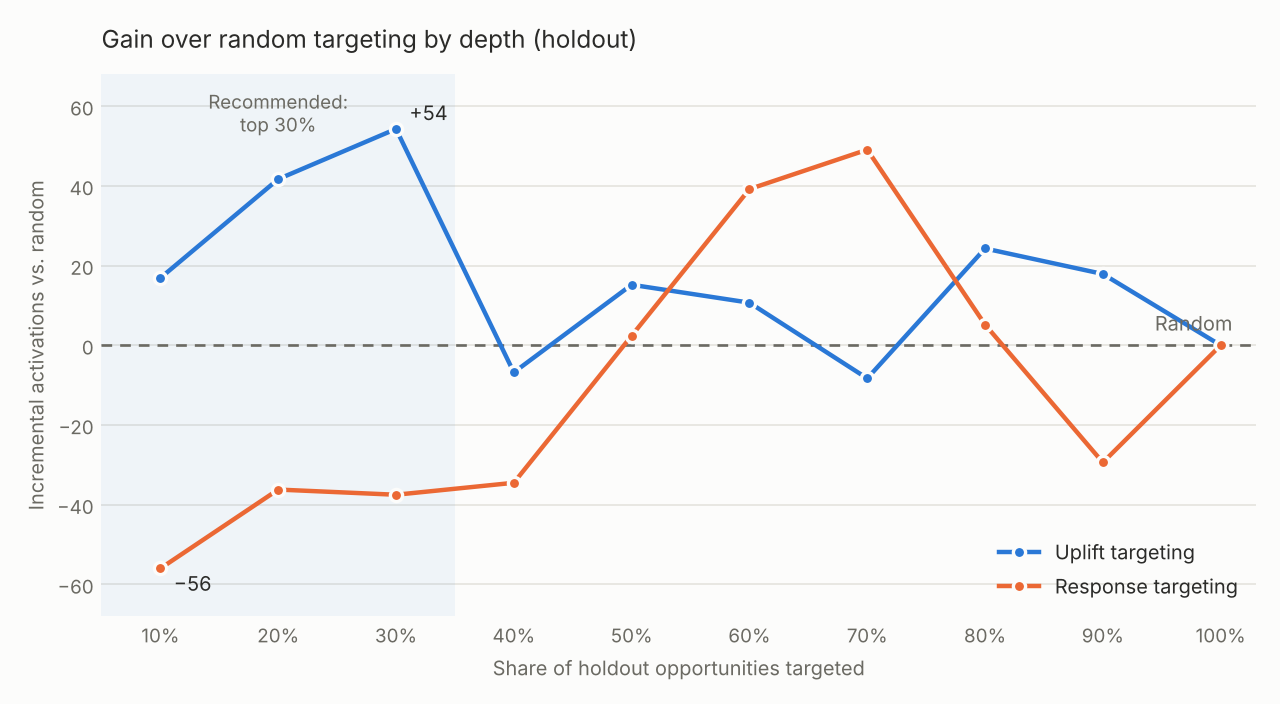 Gain over random targeting by depth (holdout)
Recommended:
top 30%
+54
−56
Random
60
40
20
0
−20
−40
−60
Incremental activations vs. random
10%
20%
30%
40%
50%
60%
70%
80%
90%
100%
Share of holdout opportunities targeted
Uplift targeting
Response targeting